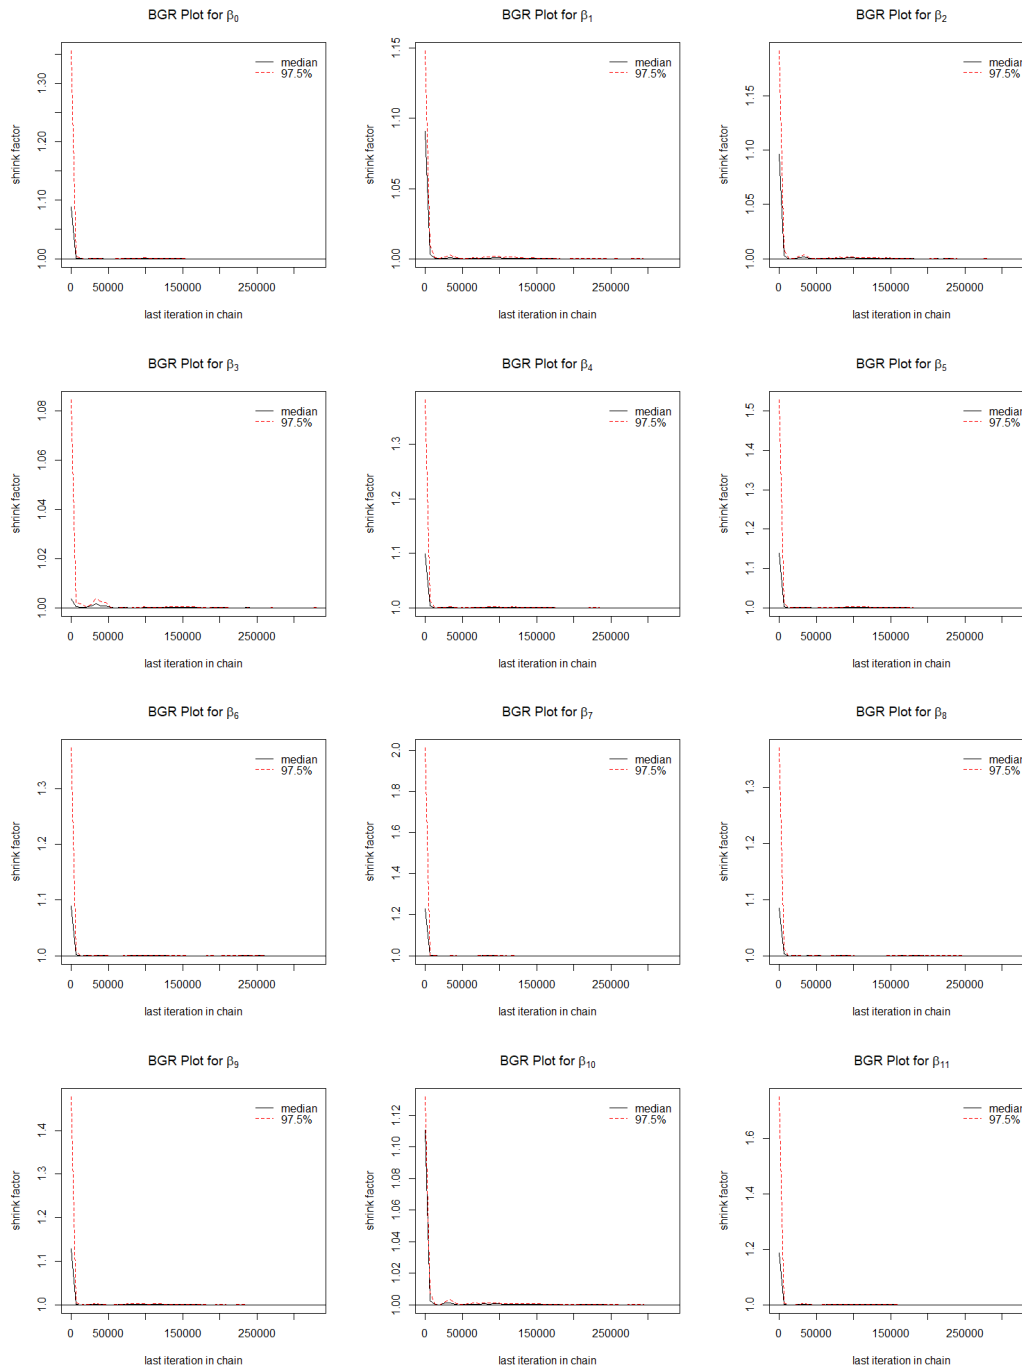 BGR Plot for β0
median
97.5%
shrink factor
1.00 1.10 1.20 1.30
0 50000 150000 250000
last iteration in chain
BGR Plot for β1
median
97.5%
shrink factor
1.00 1.05 1.10 1.15
0 50000 150000 250000
last iteration in chain
BGR Plot for β2
median
97.5%
shrink factor
1.00 1.05 1.10 1.15
0 50000 150000 250000
last iteration in chain
BGR Plot for β3
median
97.5%
shrink factor
1.00 1.02 1.04 1.06 1.08
0 50000 150000 250000
last iteration in chain
BGR Plot for β4
median
97.5%
shrink factor
1.0 1.1 1.2 1.3
0 50000 150000 250000
last iteration in chain
BGR Plot for β5
median
97.5%
shrink factor
1.0 1.1 1.2 1.3 1.4 1.5
0 50000 150000 250000
last iteration in chain
BGR Plot for β6
median
97.5%
shrink factor
1.0 1.1 1.2 1.3
0 50000 150000 250000
last iteration in chain
BGR Plot for β7
median
97.5%
shrink factor
1.0 1.2 1.4 1.6 1.8 2.0
0 50000 150000 250000
last iteration in chain
BGR Plot for β8
median
97.5%
shrink factor
1.0 1.1 1.2 1.3
0 50000 150000 250000
last iteration in chain
BGR Plot for β9
median
97.5%
shrink factor
1.0 1.1 1.2 1.3 1.4
0 50000 150000 250000
last iteration in chain
BGR Plot for β10
median
97.5%
shrink factor
1.00 1.02 1.04 1.06 1.08 1.10 1.12
0 50000 150000 250000
last iteration in chain
BGR Plot for β11
median
97.5%
shrink factor
1.0 1.2 1.4 1.6
0 50000 150000 250000
last iteration in chain